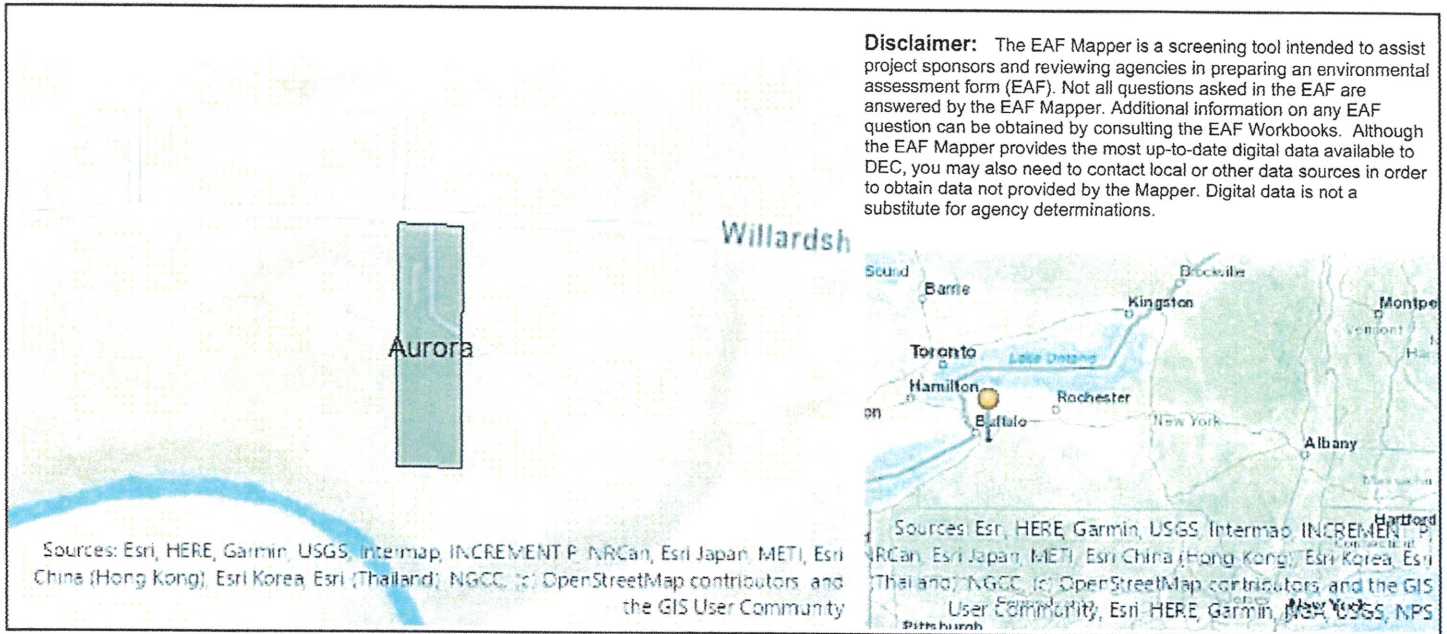 Disclaimer: The EAF Mapper is a screening tool intended to assist
project sponsors and reviewing agencies in preparing an environmental
assessment form (EAF). Not all questions asked in the EAF are
answered by the EAF Mapper. Additional information on any EAF
question can be obtained by consulting the EAF Workbooks. Although
the EAF Mapper provides the most up-to-date digital data available to
DEC, you may also need to contact local or other data sources in order
to obtain data not provided by the Mapper. Digital data is not a
substitute for agency determinations.
Willardsh
Aurora
Sources: Esri, HERE, Garmin, USGS, Intermap, INCREMENT P, NRCan, Esri Japan, METI, Esri
China (Hong Kong), Esri Korea, Esri (Thailand), NGCC, (c) OpenStreetMap contributors, and
the GIS User Community
Sound
Barrie
Brockville
Kingston
Montpe
Vermont
Toronto
Lake Ontario
Hamilton
on
Rochester
Buffalo
New York
Albany
Hartford
Sources: Esri, HERE, Garmin, USGS, Intermap, INCREMENT P,
NRCan, Esri Japan, METI, Esri China (Hong Kong), Esri Korea, Esri
(Thailand), NGCC, (c) OpenStreetMap contributors, and the GIS
User Community, Esri, HERE, Garmin, USGS, NPS
New York
Pittsburgh